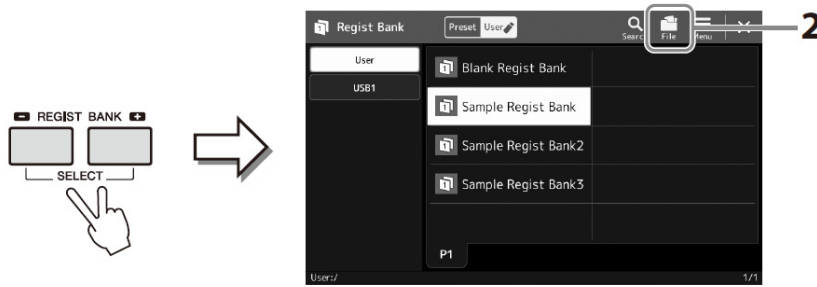 Regist Bank
Preset User
Search File Menu
2
User
USB1
Blank Regist Bank
Sample Regist Bank
Sample Regist Bank2
Sample Regist Bank3
P1
User:/
1/1
- REGIST BANK +
SELECT